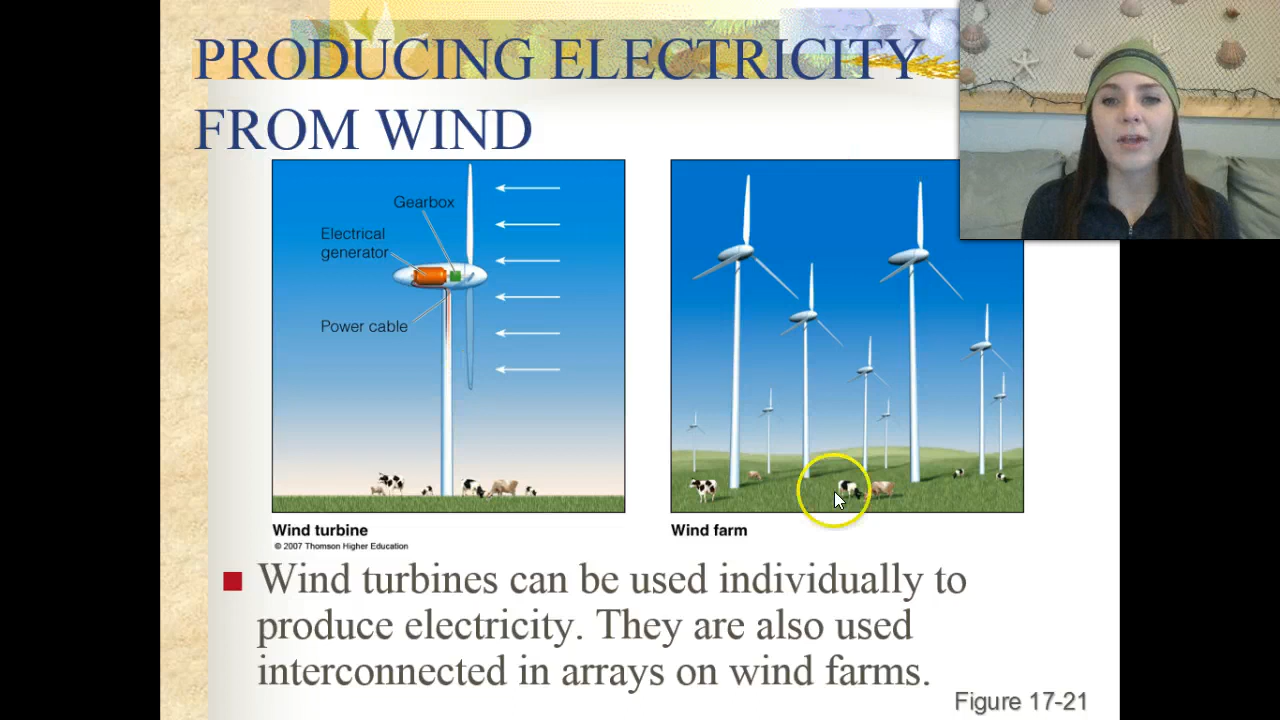 PRODUCING ELECTRICITY
FROM WIND
Gearbox
Electrical
generator
Power cable
Wind turbine
© 2007 Thomson Higher Education
Wind farm
■ Wind turbines can be used individually to
produce electricity. They are also used
interconnected in arrays on wind farms.
Figure 17-21